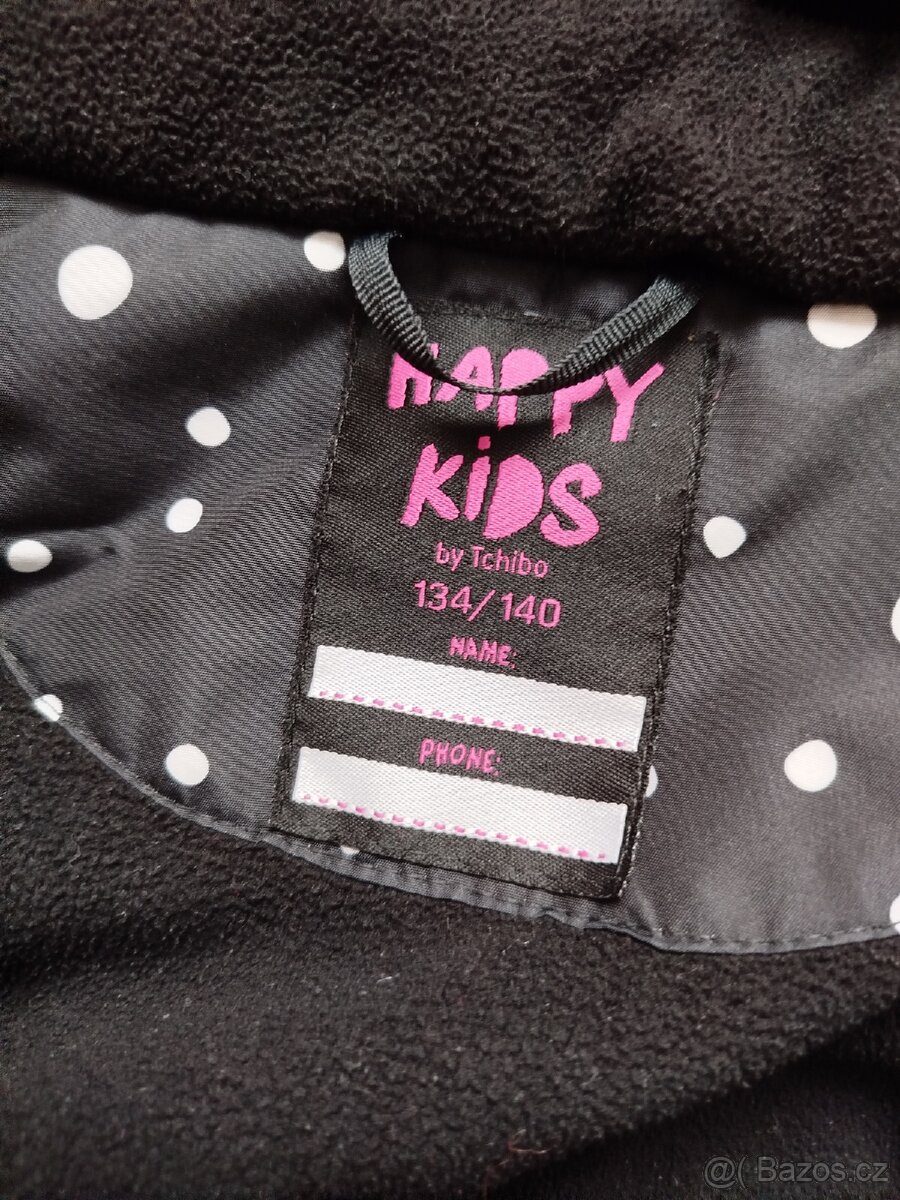 HAPPY
KiDS
by Tchibo
134/140
NAME:
PHONE:
@( Bazos.cz